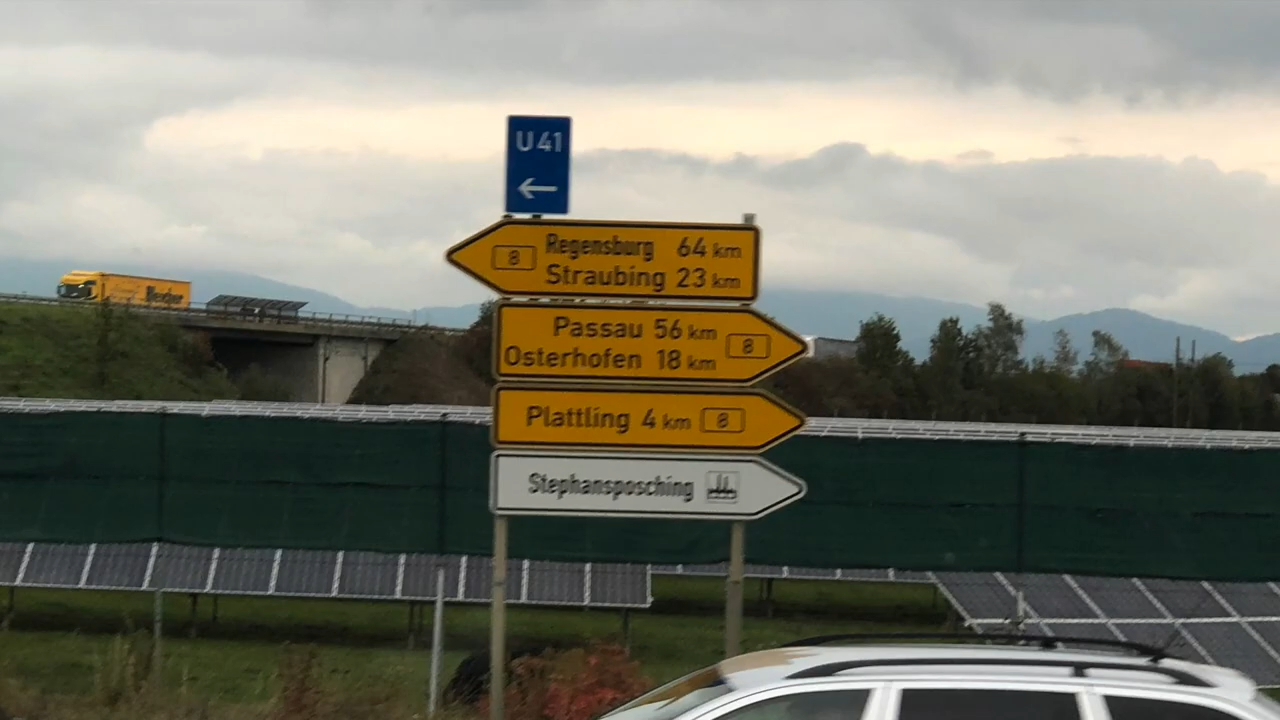 U41
8 Regensburg 64 km
Straubing 23 km
Passau 56 km 8
Osterhofen 18 km
Plattling 4 km 8
Stephansposching